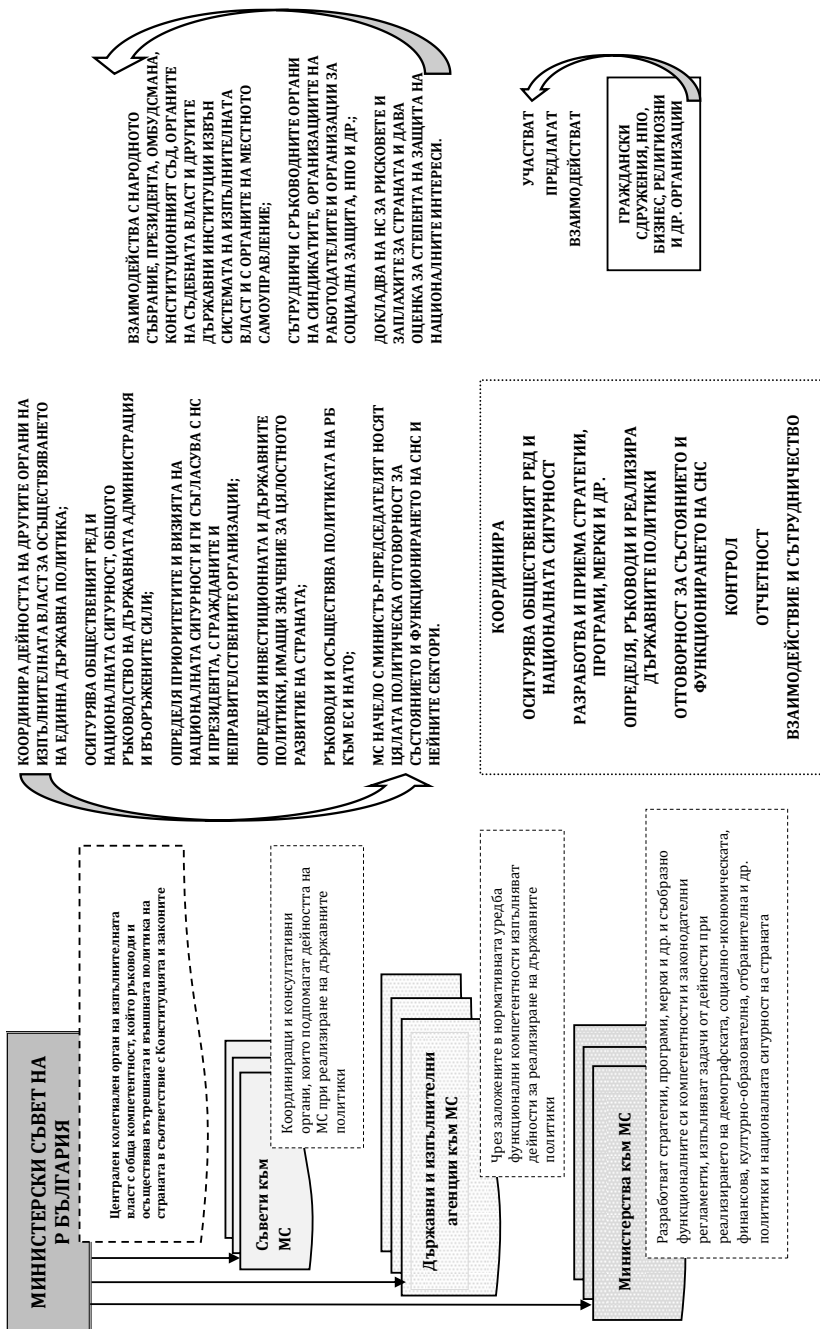 МИНИСТЕРСКИ СЪВЕТ НА
Р БЪЛГАРИЯ
Централен колегиален орган на изпълнителната
власт с обща компетентност, който ръководи и
осъществява вътрешната и външната политика на
страната в съответствие с Конституцията и законите
Съвети към
МС
Координиращи и консултативни
органи, които подпомагат дейността на
МС при реализиране на държавните
политики
Държавни и изпълнителни
агенции към МС
Чрез заложените в нормативната уредба
функционални компетентности изпълняват
дейности за реализиране на държавните
политики
Министерства към МС
Разработват стратегии, програми, мерки и др. и съобразно
функционалните си компетентности и законодателни
регламенти, изпълняват задачи от дейности при
реализирането на демографската, социално-икономическата,
финансова, културно-образователна, отбранителна и др.
политики и националната сигурност на страната
КООРДИНИРА ДЕЙНОСТТА НА ДРУГИТЕ ОРГАНИ НА
ИЗПЪЛНИТЕЛНАТА ВЛАСТ ЗА ОСЪЩЕСТВЯВАНЕТО
НА ЕДИННА ДЪРЖАВНА ПОЛИТИКА;
ОСИГУРЯВА ОБЩЕСТВЕНИЯТ РЕД И
НАЦИОНАЛНАТА СИГУРНОСТ, ОБЩОТО
РЪКОВОДСТВО НА ДЪРЖАВНАТА АДМИНИСТРАЦИЯ
И ВЪОРЪЖЕНИТЕ СИЛИ;
ОПРЕДЕЛЯ ПРИОРИТЕТИТЕ И ВИЗИЯТА НА
НАЦИОНАЛНАТА СИГУРНОСТ И ГИ СЪГЛАСУВА С НС
И ПРЕЗИДЕНТА, С ГРАЖДАНИТЕ И
НЕПРАВИТЕЛСТВЕНИТЕ ОРГАНИЗАЦИИ;
ОПРЕДЕЛЯ ИНВЕСТИЦИОННАТА И ДЪРЖАВНИТЕ
ПОЛИТИКИ, ИМАЩИ ЗНАЧЕНИЕ ЗА ЦЯЛОСТНОТО
РАЗВИТИЕ НА СТРАНАТА;
РЪКОВОДИ И ОСЪЩЕСТВЯВА ПОЛИТИКАТА НА РБ
КЪМ ЕС И НАТО;
МС НАЧЕЛО С МИНИСТЪР-ПРЕДСЕДАТЕЛЯТ НОСЯТ
ЦЯЛАТА ПОЛИТИЧЕСКА ОТГОВОРНОСТ ЗА
СЪСТОЯНИЕТО И ФУНКЦИОНИРАНЕТО НА СНС И
НЕЙНИТЕ СЕКТОРИ.
КООРДИНИРА
ОСИГУРЯВА ОБЩЕСТВЕНИЯТ РЕД И
НАЦИОНАЛНАТА СИГУРНОСТ
РАЗРАБОТВА И ПРИЕМА СТРАТЕГИИ,
ПРОГРАМИ, МЕРКИ И ДР.
ОПРЕДЕЛЯ, РЪКОВОДИ И РЕАЛИЗИРА
ДЪРЖАВНИТЕ ПОЛИТИКИ
ОТГОВОРНОСТ ЗА СЪСТОЯНИЕТО И
ФУНКЦИОНИРАНЕТО НА СНС
КОНТРОЛ
ОТЧЕТНОСТ
ВЗАИМОДЕЙСТВИЕ И СЪТРУДНИЧЕСТВО
ВЗАИМОДЕЙСТВА С НАРОДНОТО
СЪБРАНИЕ, ПРЕЗИДЕНТА, ОМБУДСМАНА,
КОНСТИТУЦИОННИЯТ СЪД, ОРГАНИТЕ
НА СЪДЕБНАТА ВЛАСТ И ДРУГИТЕ
ДЪРЖАВНИ ИНСТИТУЦИИ ИЗВЪН
СИСТЕМАТА НА ИЗПЪЛНИТЕЛНАТА
ВЛАСТ И С ОРГАНИТЕ НА МЕСТНОТО
САМОУПРАВЛЕНИЕ;
СЪТРУДНИЧИ С РЪКОВОДНИТЕ ОРГАНИ
НА СИНДИКАТИТЕ, ОРГАНИЗАЦИИТЕ НА
РАБОТОДАТЕЛИТЕ И ОРГАНИЗАЦИИ ЗА
СОЦИАЛНА ЗАЩИТА, НПО И ДР.;
ДОКЛАДВА НА НС ЗА РИСКОВЕТЕ И
ЗАПЛАХИТЕ ЗА СТРАНАТА И ДАВА
ОЦЕНКА ЗА СТЕПЕНТА НА ЗАЩИТА НА
НАЦИОНАЛНИТЕ ИНТЕРЕСИ.
УЧАСТВАТ
ПРЕДЛАГАТ
ВЗАИМОДЕЙСТВАТ
ГРАЖДАНСКИ
СДРУЖЕНИЯ, НПО,
БИЗНЕС, РЕЛИГИОЗНИ
И ДР. ОРГАНИЗАЦИИ